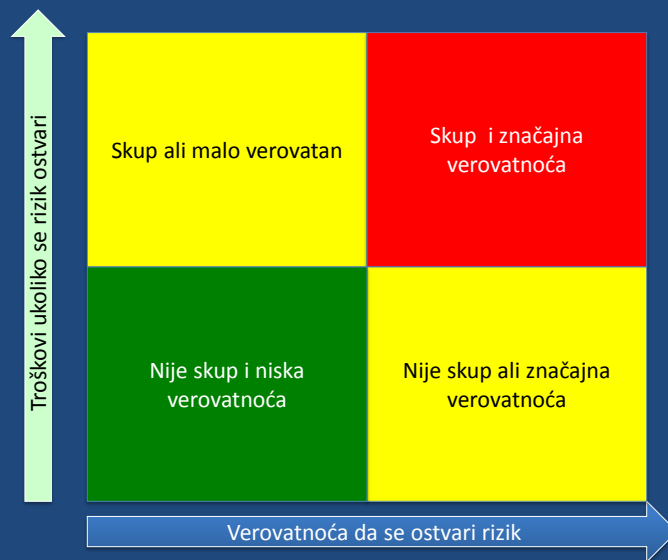 Troškovi ukoliko se rizik ostvari
Skup ali malo verovatan
Skup i značajna
verovatnoća
Nije skup i niska
verovatnoća
Nije skup ali značajna
verovatnoća
Verovatnoća da se ostvari rizik